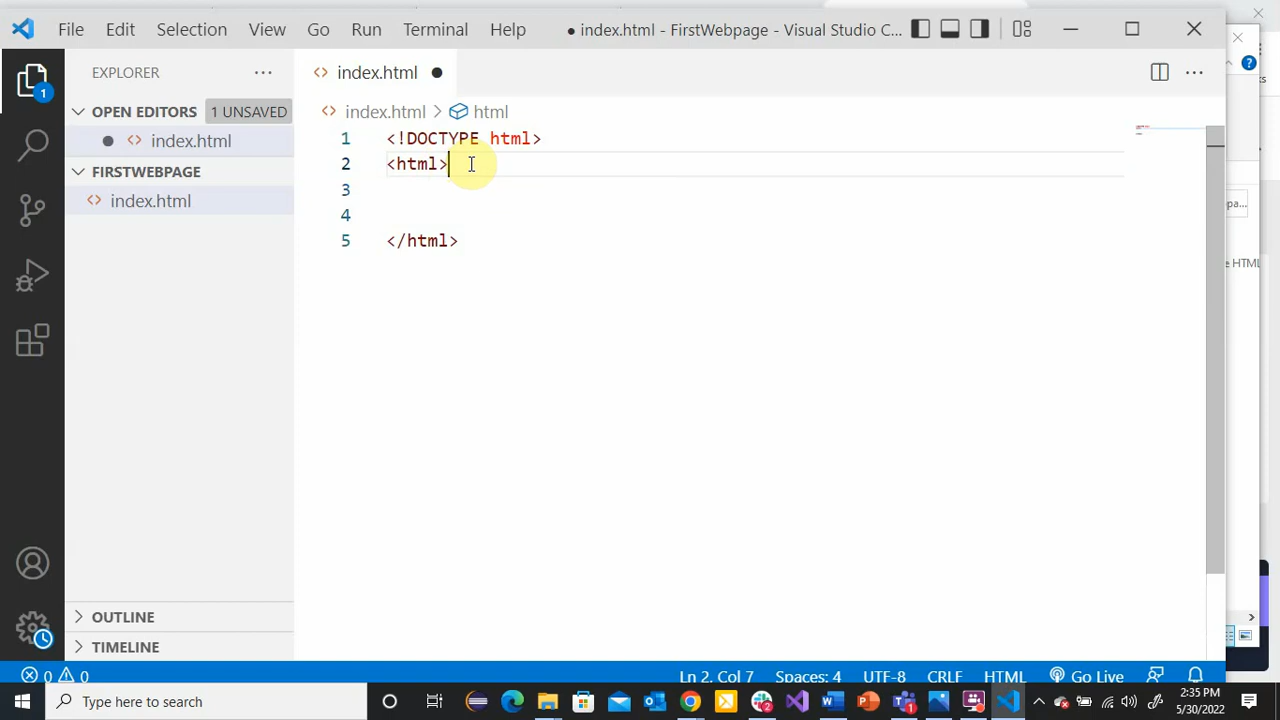 File Edit Selection View Go Run Terminal Help ● index.html - FirstWebpage - Visual Studio C...
EXPLORER ...
index.html ●
OPEN EDITORS 1 UNSAVED
index.html
FIRSTWEBPAGE
index.html
index.html > html
1 <!DOCTYPE html>
2 <html>
3
4
5 </html>
1
OUTLINE
TIMELINE
0 0 Ln 2, Col 7 Spaces: 4 UTF-8 CRLF HTML Go Live
Type here to search
2:35 PM
5/30/2022
pa...
HTML